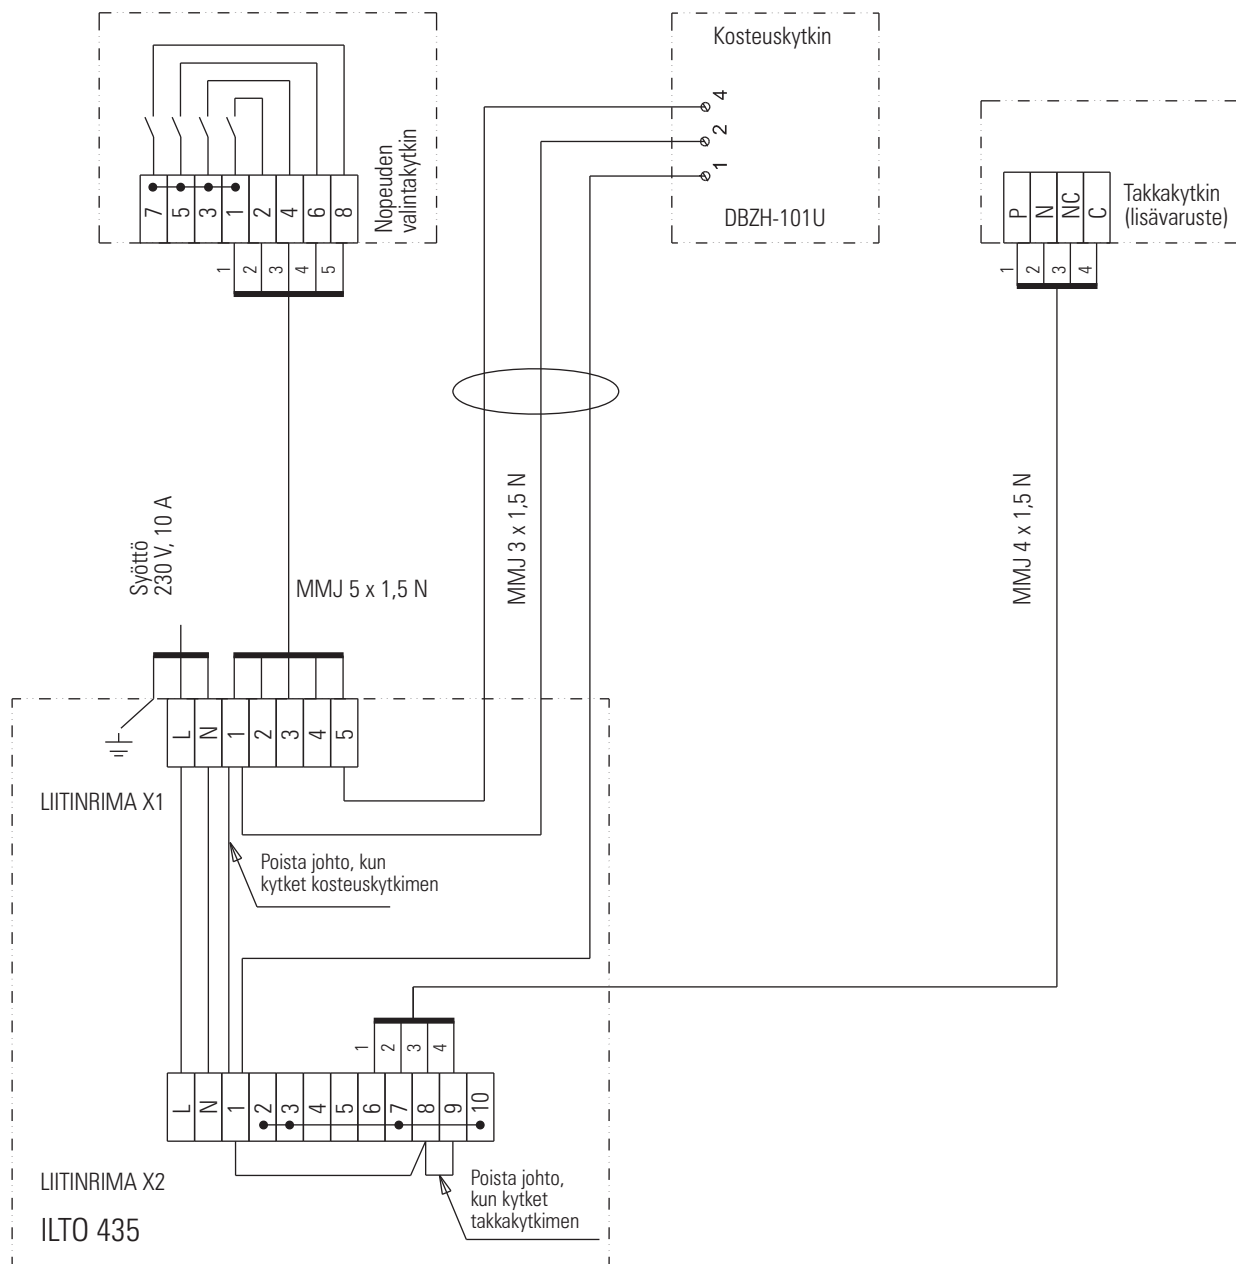 Kosteuskytkin
4
2
1
DBZH-101U
Nopeuden
valintakytkin
7 5 3 1 2 4 6 8
1 2 3 4 5
P N NC C
Takkakytkin
(lisävaruste)
1 2 3 4
Syöttö
230 V, 10 A
MMJ 5 x 1,5 N
MMJ 3 x 1,5 N
MMJ 4 x 1,5 N
L N 1 2 3 4 5
LIITINRIMA X1
Poista johto, kun
kytket kosteuskytkimen
1 2 3 4
L N 1 2 3 4 5 6 7 8 9 10
LIITINRIMA X2
Poista johto,
kun kytket
takkakytkimen
ILTO 435